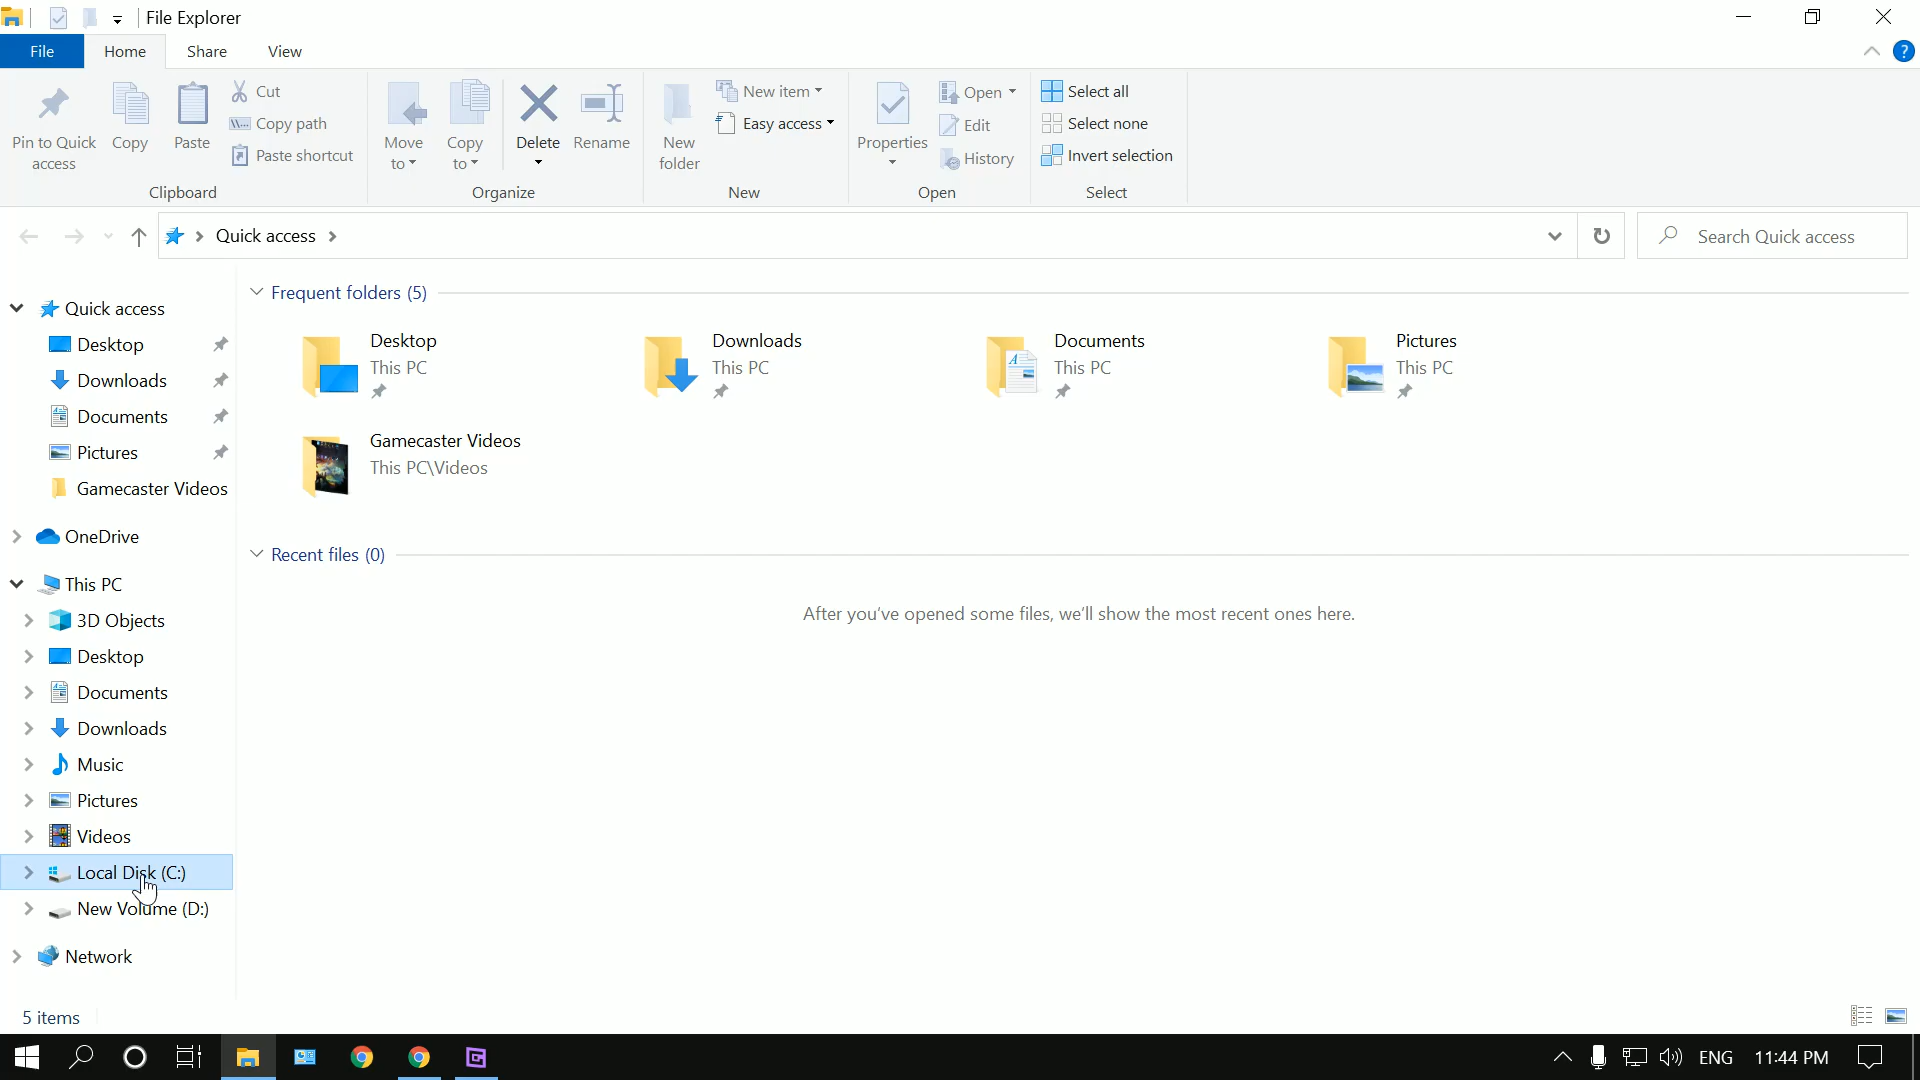 File Explorer
File Home Share View
Pin to Quick access
Copy
Paste
Cut
Copy path
Paste shortcut
Clipboard
Move to
Copy to
Delete
Rename
Organize
New folder
New item
Easy access
New
Properties
Open
Edit
History
Open
Select all
Select none
Invert selection
Select
Quick access
Search Quick access
Quick access
Desktop
Downloads
Documents
Pictures
Gamecaster Videos
OneDrive
This PC
3D Objects
Desktop
Documents
Downloads
Music
Pictures
Videos
Local Disk (C:)
New Volume (D:)
Network
Frequent folders (5)
Desktop
This PC
Downloads
This PC
Documents
This PC
Pictures
This PC
Gamecaster Videos
This PC\Videos
Recent files (0)
After you've opened some files, we'll show the most recent ones here.
5 items
ENG 11:44 PM